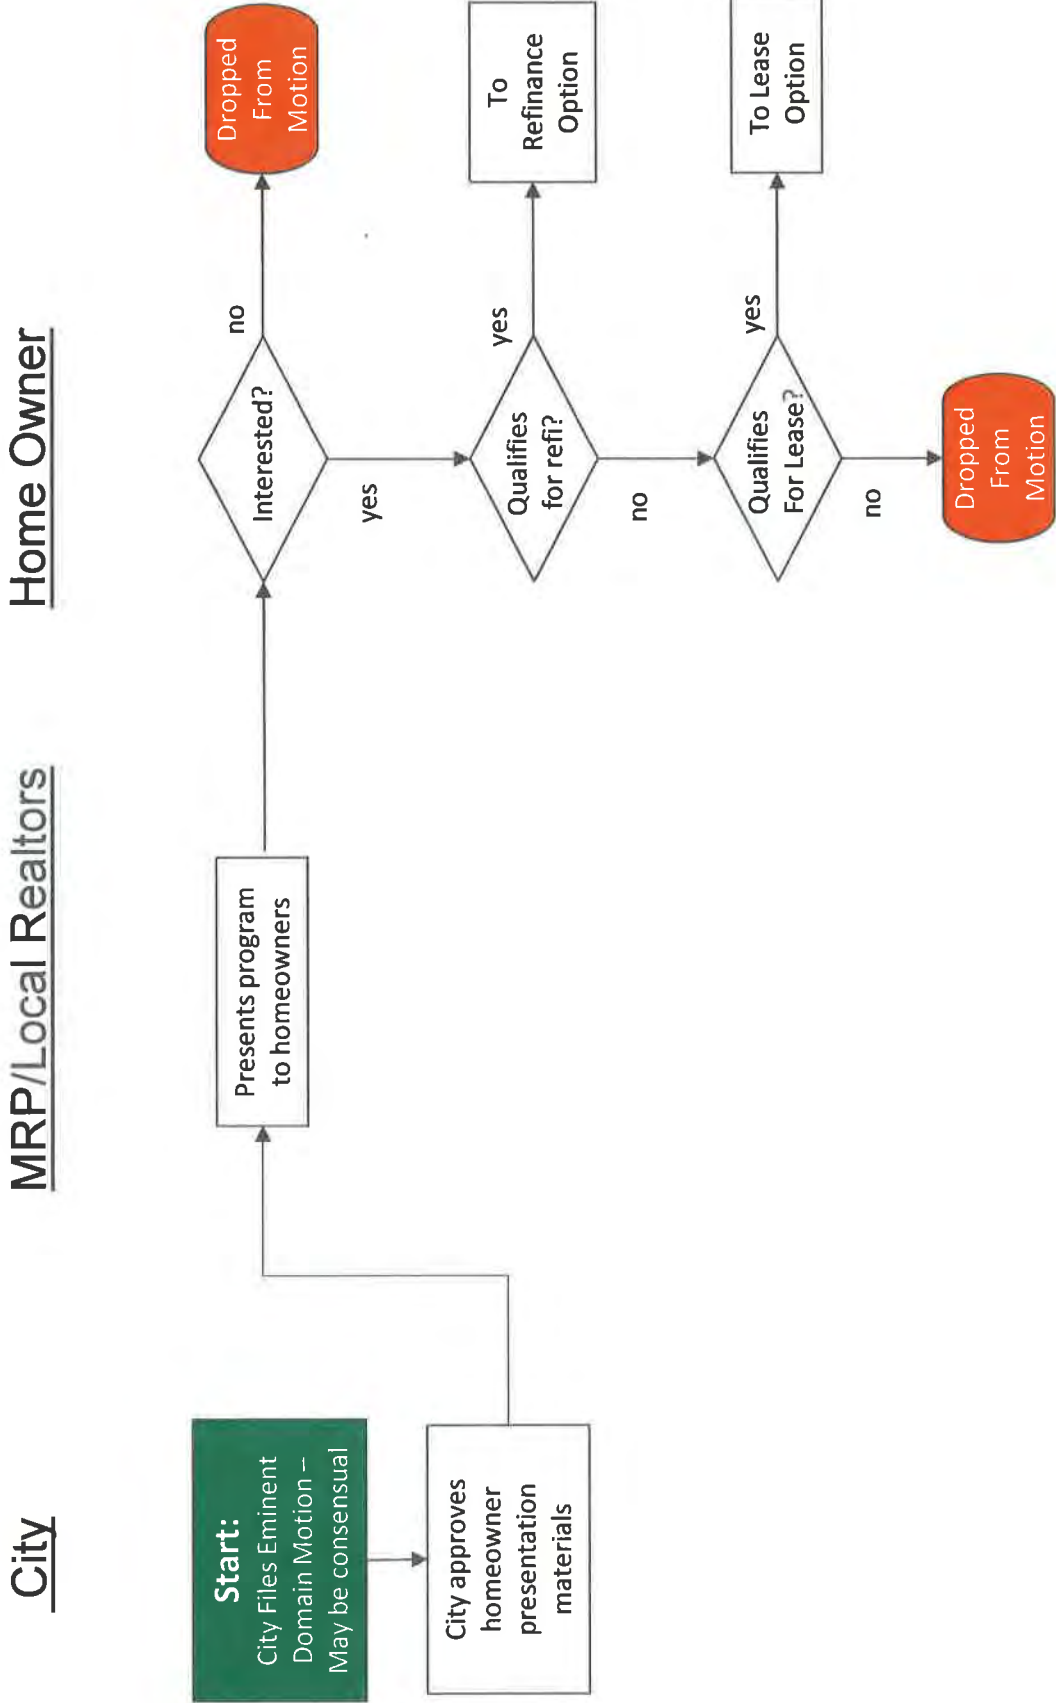 City
MRP/Local Realtors
Home Owner
Start:
City Files Eminent
Domain Motion –
May be consensual
City approves
homeowner
presentation
materials
Presents program
to homeowners
Interested?
no
Dropped
From
Motion
yes
Qualifies
for refi?
yes
To
Refinance
Option
no
Qualifies
For Lease?
yes
To Lease
Option
no
Dropped
From
Motion